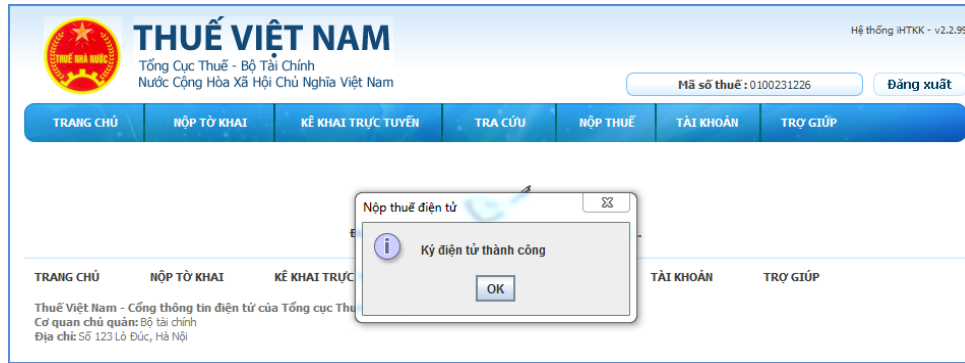 THUẾ NHÀ NƯỚC
THUẾ VIỆT NAM
Tổng Cục Thuế - Bộ Tài Chính
Nước Cộng Hòa Xã Hội Chủ Nghĩa Việt Nam
Hệ thống iHTKK - v2.2.99
Mã số thuế : 0100231226
Đăng xuất
TRANG CHỦ NỘP TỜ KHAI KÊ KHAI TRỰC TUYẾN TRA CỨU NỘP THUẾ TÀI KHOẢN TRỢ GIÚP
Nộp thuế điện tử
Ký điện tử thành công
OK
TRANG CHỦ NỘP TỜ KHAI KÊ KHAI TRỰC TÀI KHOẢN TRỢ GIÚP
Thuế Việt Nam - Cổng thông tin điện tử của Tổng cục Thu
Cơ quan chủ quản: Bộ tài chính
Địa chỉ: Số 123 Lò Đúc, Hà Nội